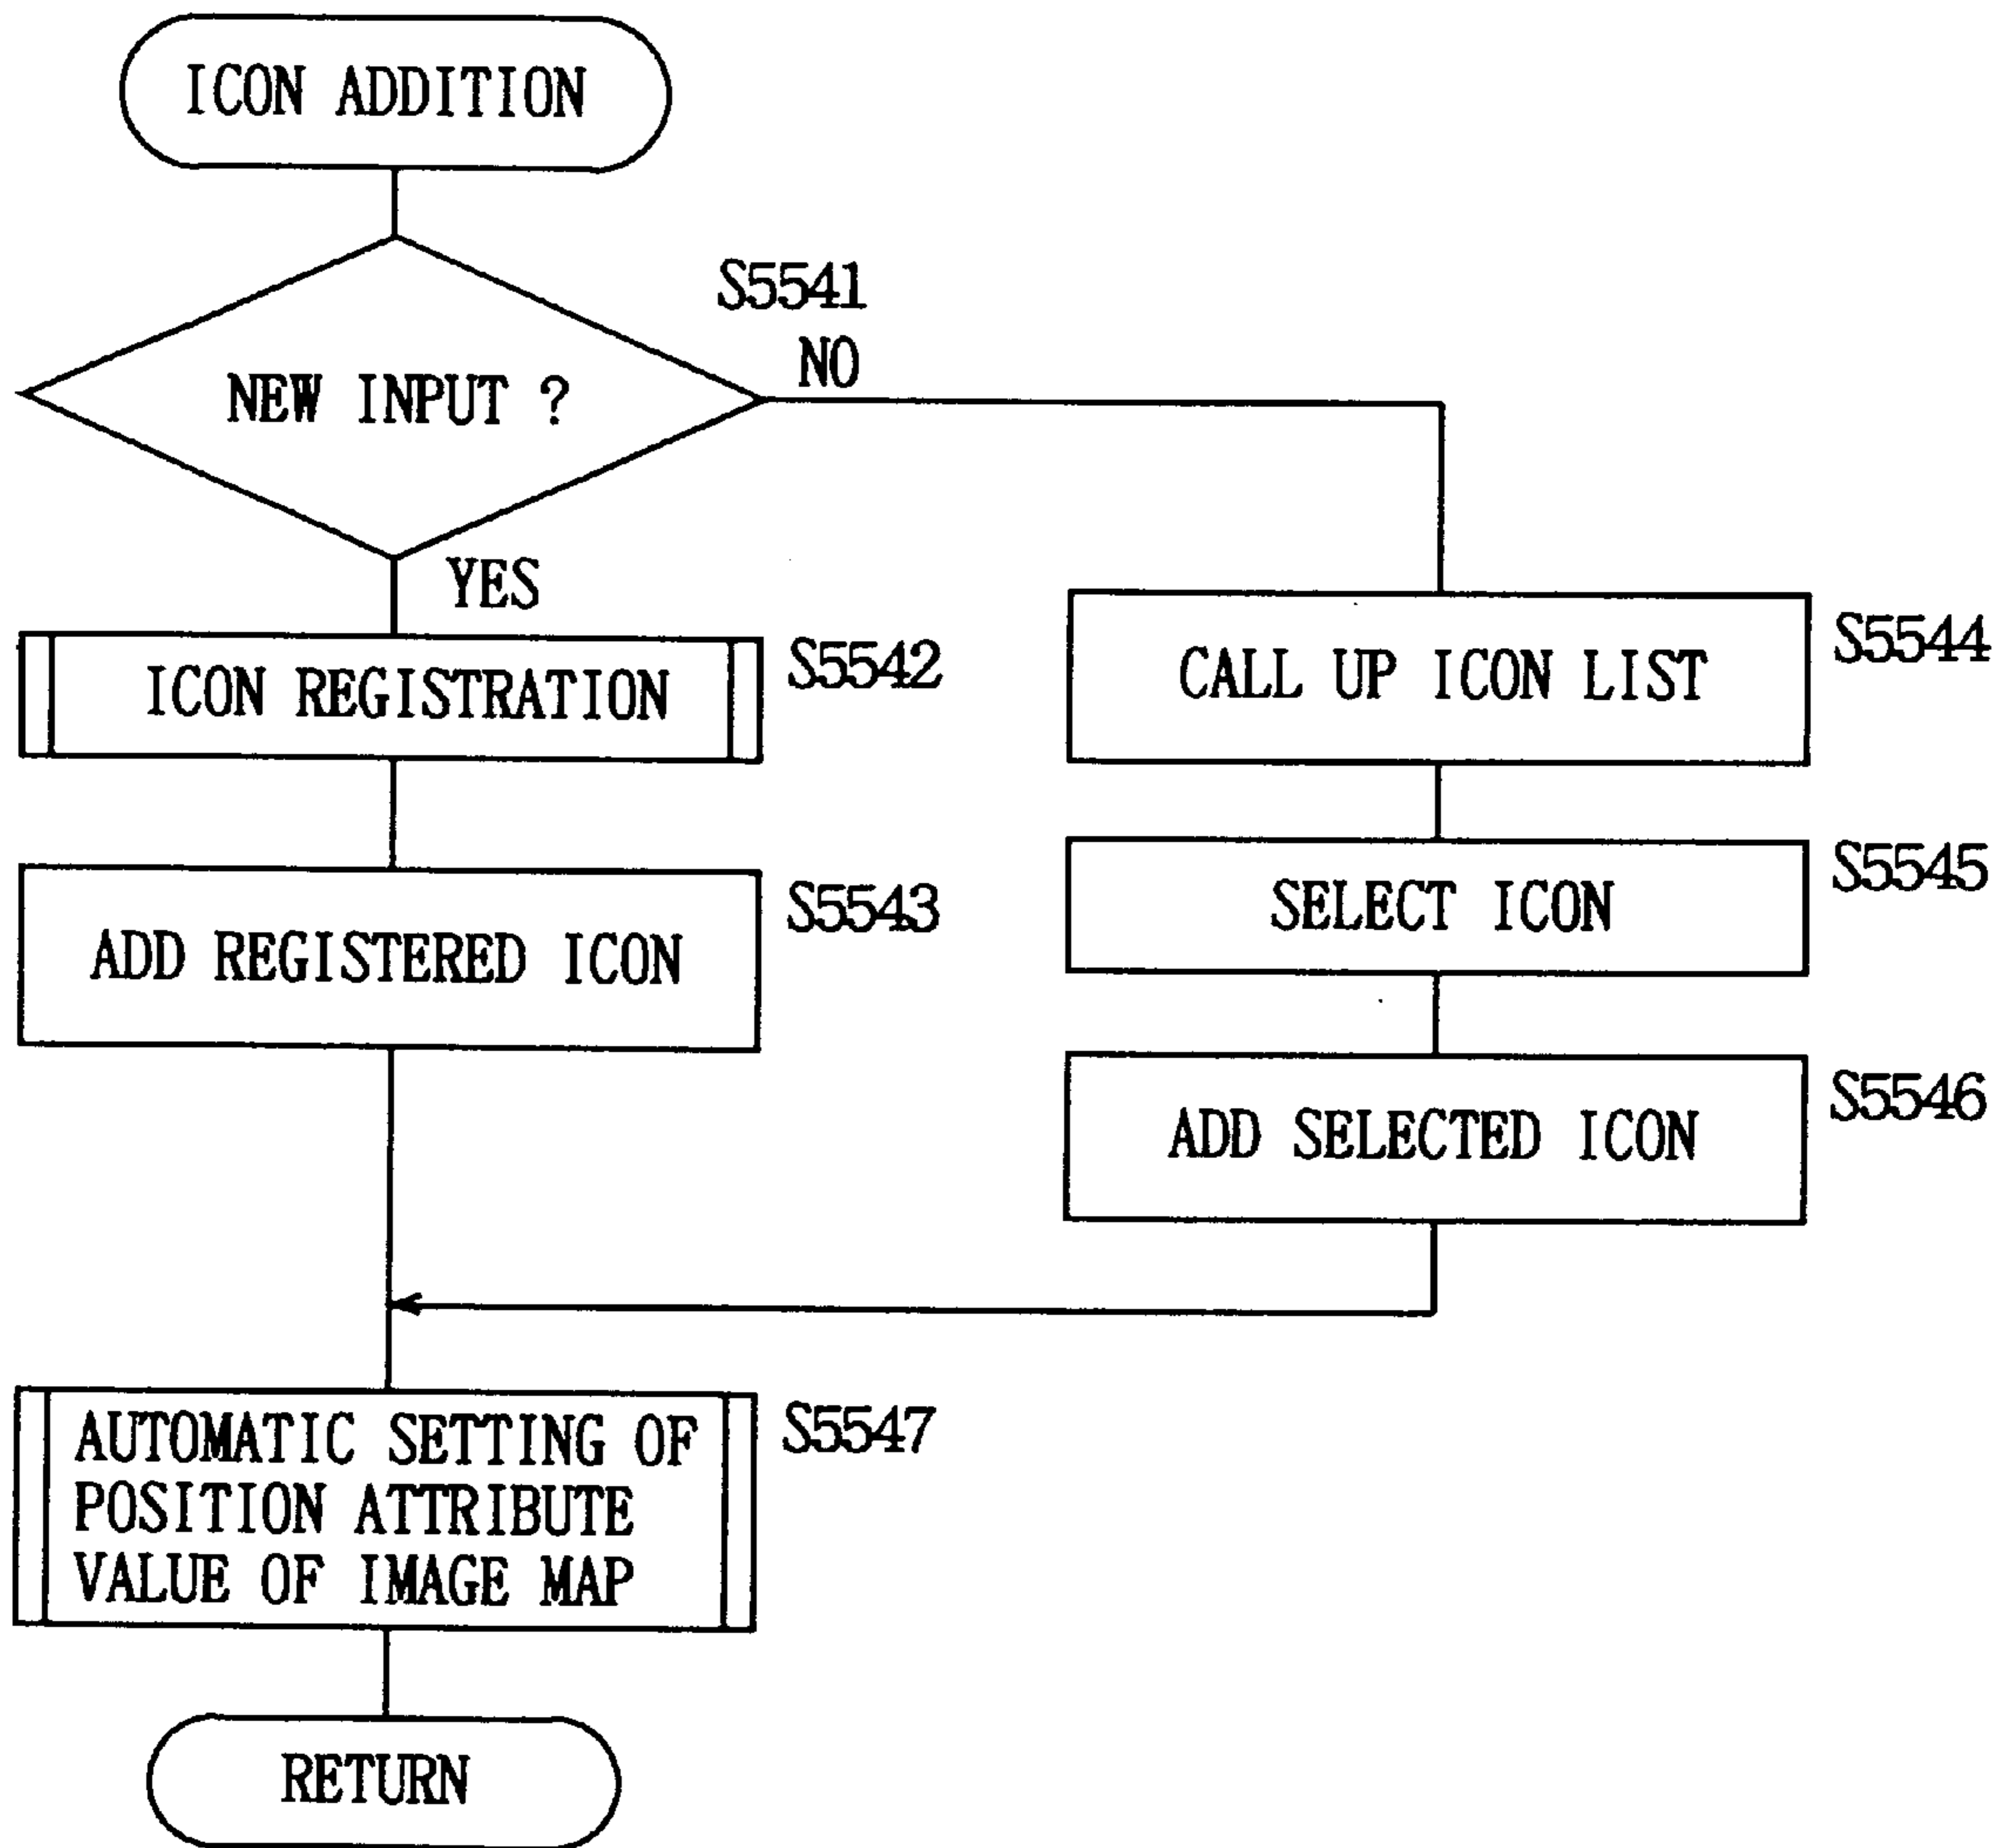 ICON ADDITION
S5541
NEW INPUT ?
NO
YES
ICON REGISTRATION
S5542
ADD REGISTERED ICON
S5543
CALL UP ICON LIST
S5544
SELECT ICON
S5545
ADD SELECTED ICON
S5546
AUTOMATIC SETTING OF
POSITION ATTRIBUTE
VALUE OF IMAGE MAP
S5547
RETURN